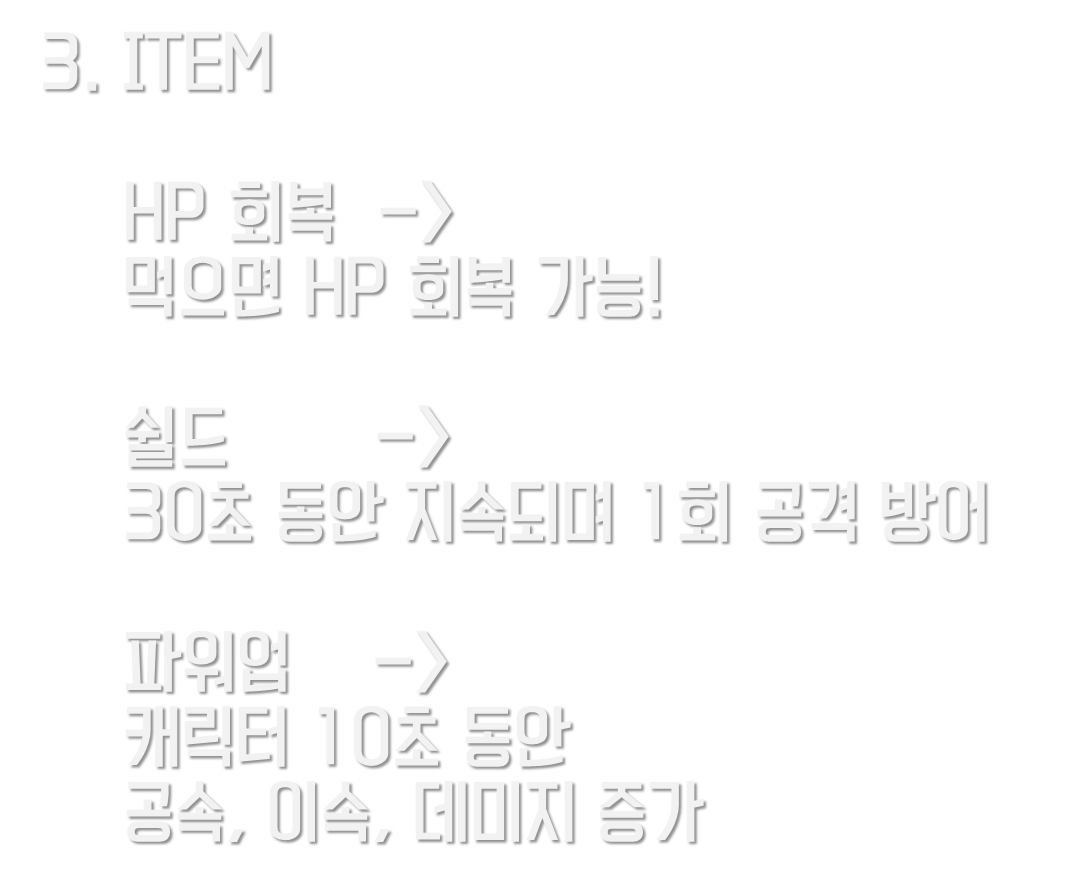 3. ITEM
HP 회복 ->
먹으면 HP 회복 가능!
쉴드 ->
30초 동안 지속되며 1회 공격 방어
파워업 ->
캐릭터 10초 동안
공속, 이속, 데미지 증가